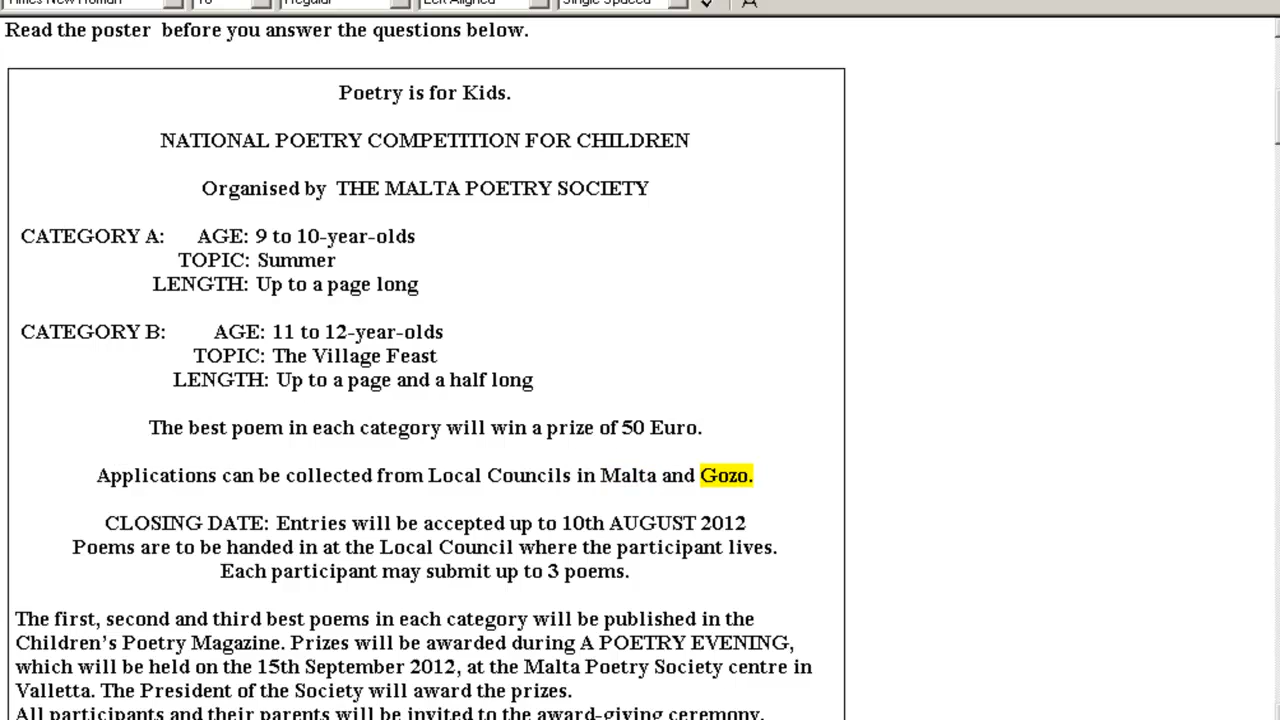 Times New Roman 16 Regular Left Aligned Single Spaced
Read the poster before you answer the questions below.
Poetry is for Kids.
NATIONAL POETRY COMPETITION FOR CHILDREN
Organised by THE MALTA POETRY SOCIETY
CATEGORY A: AGE: 9 to 10-year-olds
TOPIC: Summer
LENGTH: Up to a page long
CATEGORY B: AGE: 11 to 12-year-olds
TOPIC: The Village Feast
LENGTH: Up to a page and a half long
The best poem in each category will win a prize of 50 Euro.
Applications can be collected from Local Councils in Malta and Gozo.
CLOSING DATE: Entries will be accepted up to 10th AUGUST 2012
Poems are to be handed in at the Local Council where the participant lives.
Each participant may submit up to 3 poems.
The first, second and third best poems in each category will be published in the
Children’s Poetry Magazine. Prizes will be awarded during A POETRY EVENING,
which will be held on the 15th September 2012, at the Malta Poetry Society centre in
Valletta. The President of the Society will award the prizes.
All participants and their parents will be invited to the award-giving ceremony.